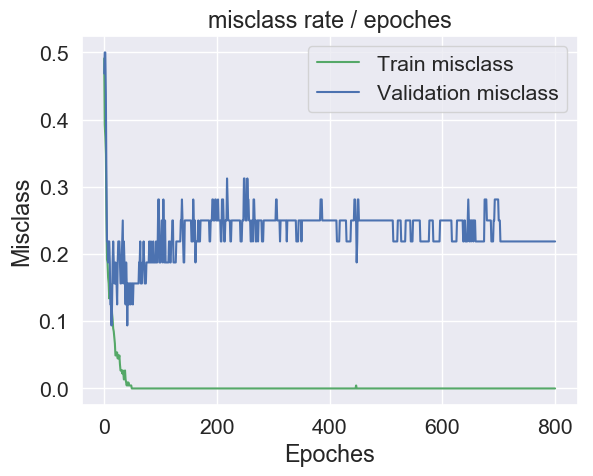 misclass rate / epoches
Train misclass
Validation misclass
0.5
0.4
0.3
0.2
0.1
0.0
Misclass
0
200
400
600
800
Epoches